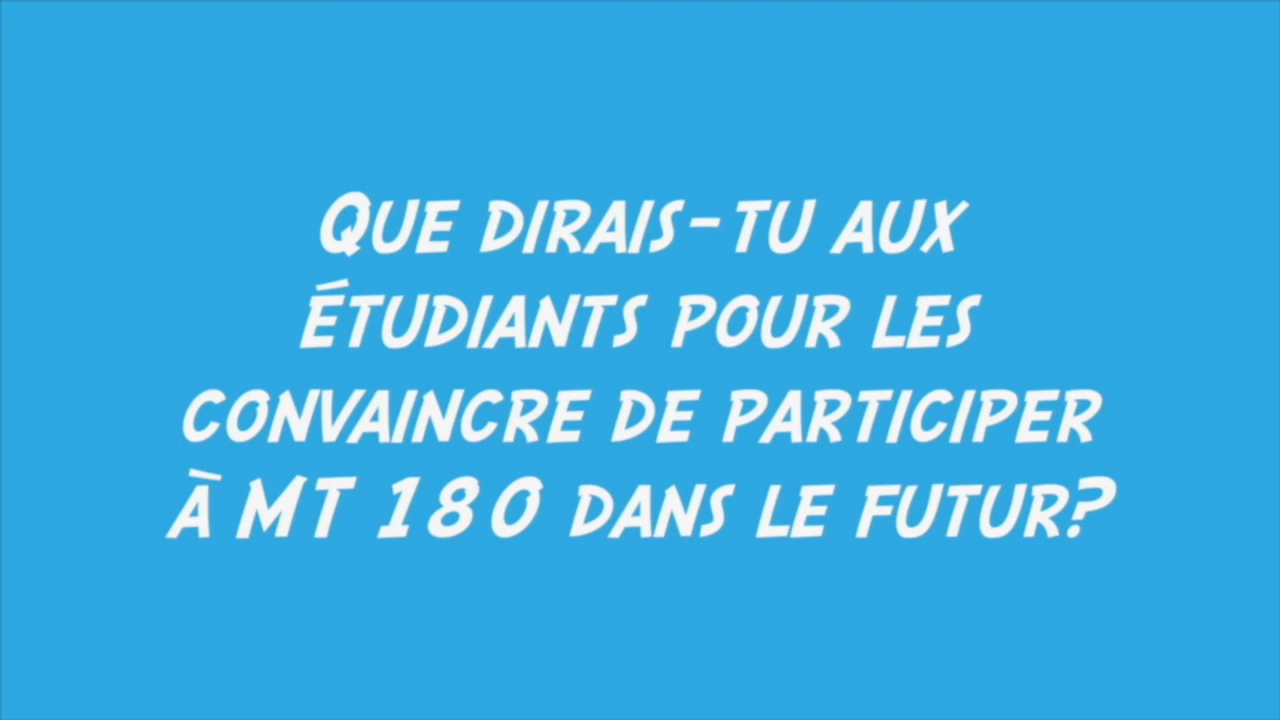 Que dirais-tu aux
étudiants pour les
convaincre de participer
à MT 180 dans le futur?